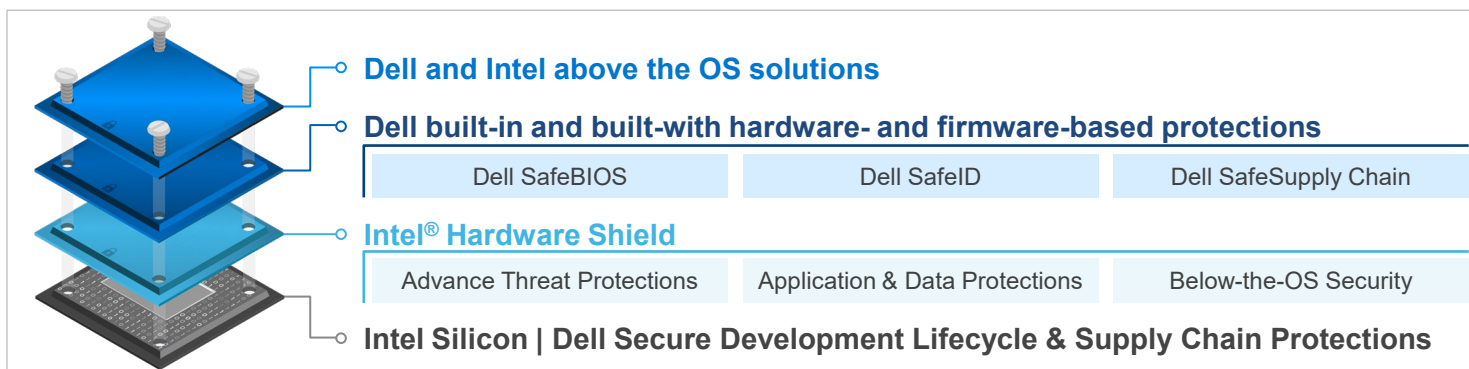 Dell and Intel above the OS solutions
Dell built-in and built-with hardware- and firmware-based protections
Dell SafeBIOS
Dell SafeID
Dell SafeSupply Chain
Intel® Hardware Shield
Advance Threat Protections
Application & Data Protections
Below-the-OS Security
Intel Silicon | Dell Secure Development Lifecycle & Supply Chain Protections